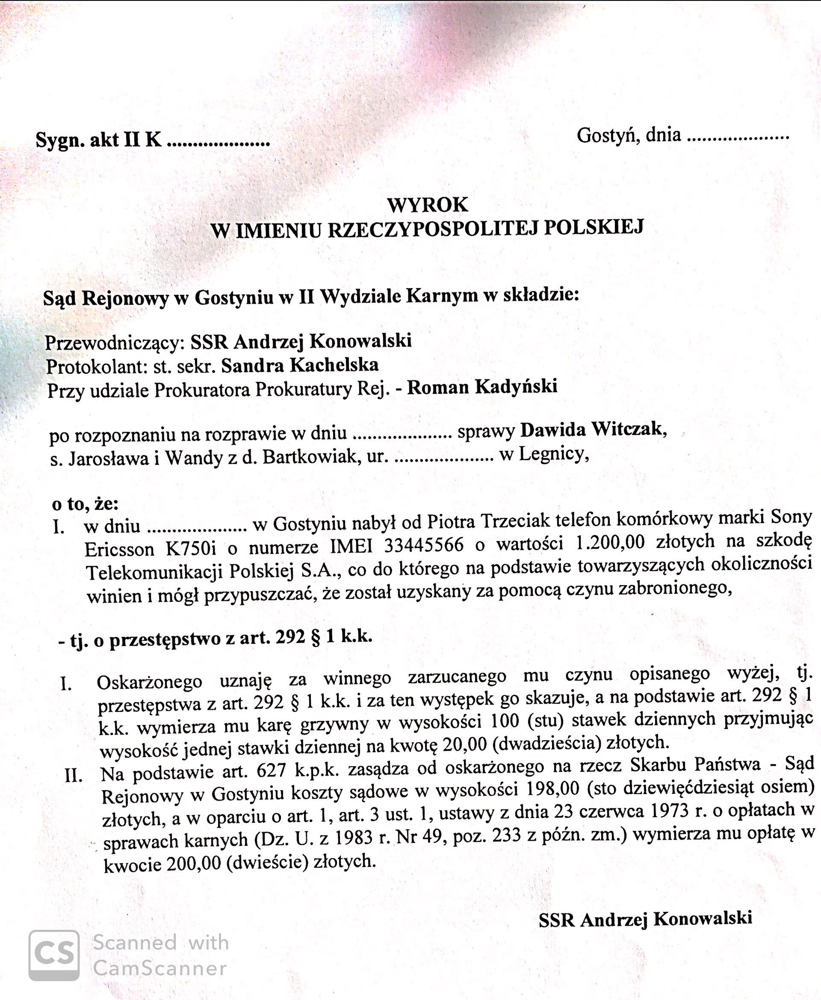 Sygn. akt II K ....................
Gostyń, dnia ....................
WYROK
W IMIENIU RZECZYPOSPOLITEJ POLSKIEJ
Sąd Rejonowy w Gostyniu w II Wydziale Karnym w składzie:
Przewodniczący: SSR Andrzej Konowalski
Protokolant: st. sekr. Sandra Kachelska
Przy udziale Prokuratora Prokuratury Rej. - Roman Kadyński
po rozpoznaniu na rozprawie w dniu .................... sprawy Dawida Witczak,
s. Jarosława i Wandy z d. Bartkowiak, ur. .................... w Legnicy,
o to, że:
I. w dniu .................... w Gostyniu nabył od Piotra Trzeciak telefon komórkowy marki Sony
Ericsson K750i o numerze IMEI 33445566 o wartości 1.200,00 złotych na szkodę
Telekomunikacji Polskiej S.A., co do którego na podstawie towarzyszących okoliczności
winien i mógł przypuszczać, że został uzyskany za pomocą czynu zabronionego,
- tj. o przestępstwo z art. 292 § 1 k.k.
I. Oskarżonego uznaję za winnego zarzucanego mu czynu opisanego wyżej, tj.
przestępstwa z art. 292 § 1 k.k. i za ten występek go skazuje, a na podstawie art. 292 § 1
k.k. wymierza mu karę grzywny w wysokości 100 (stu) stawek dziennych przyjmując
wysokość jednej stawki dziennej na kwotę 20,00 (dwadzieścia) złotych.
II. Na podstawie art. 627 k.p.k. zasądza od oskarżonego na rzecz Skarbu Państwa - Sąd
Rejonowy w Gostyniu koszty sądowe w wysokości 198,00 (sto dziewięćdziesiąt osiem)
złotych, a w oparciu o art. 1, art. 3 ust. 1, ustawy z dnia 23 czerwca 1973 r. o opłatach w
sprawach karnych (Dz. U. z 1983 r. Nr 49, poz. 233 z późn. zm.) wymierza mu opłatę w
kwocie 200,00 (dwieście) złotych.
SSR Andrzej Konowalski
CS Scanned with
CamScanner